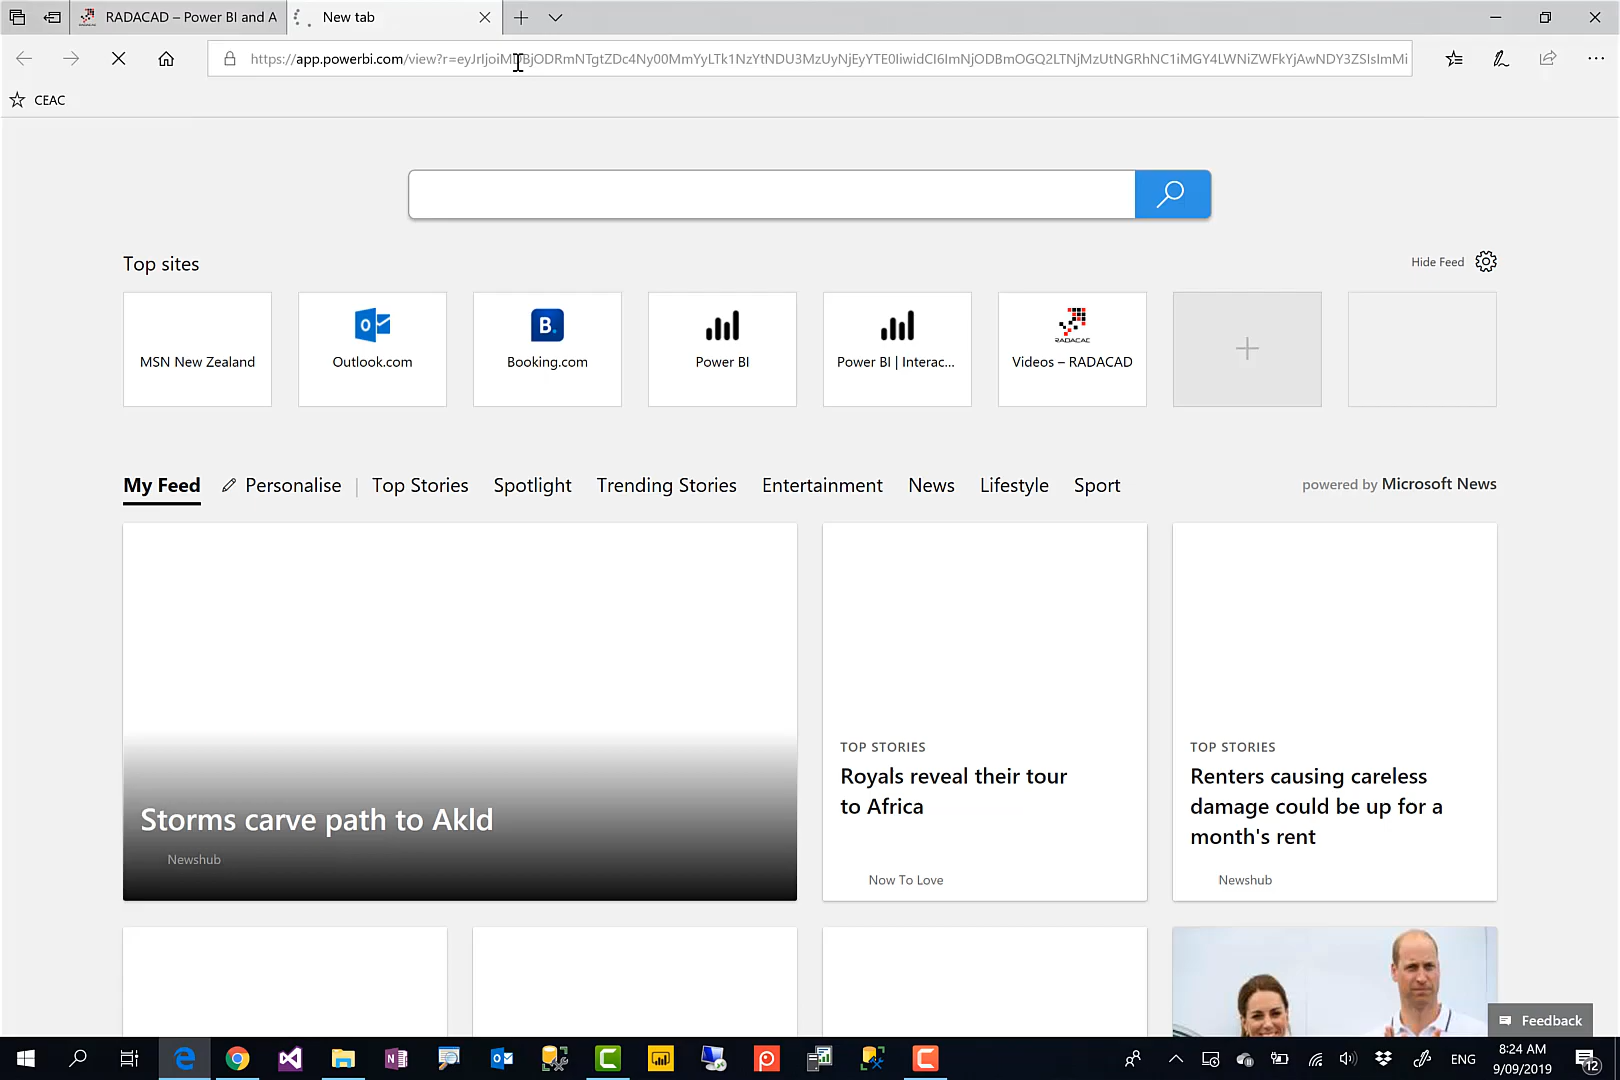 RADACAD – Power BI and A
New tab
https://app.powerbi.com/view?r=eyJrIjoiM
CEAC
Top sites
Hide Feed
MSN New Zealand
Outlook.com
B.
Booking.com
Power BI
Power BI | Interac...
RADACAD
Videos – RADACAD
My Feed
Personalise
Top Stories
Spotlight
Trending Stories
Entertainment
News
Lifestyle
Sport
powered by Microsoft News
Storms carve path to Akld
Newshub
TOP STORIES
Royals reveal their tour
to Africa
Now To Love
TOP STORIES
Renters causing careless
damage could be up for a
month's rent
Newshub
Feedback
ENG
8:24 AM
9/09/2019
12